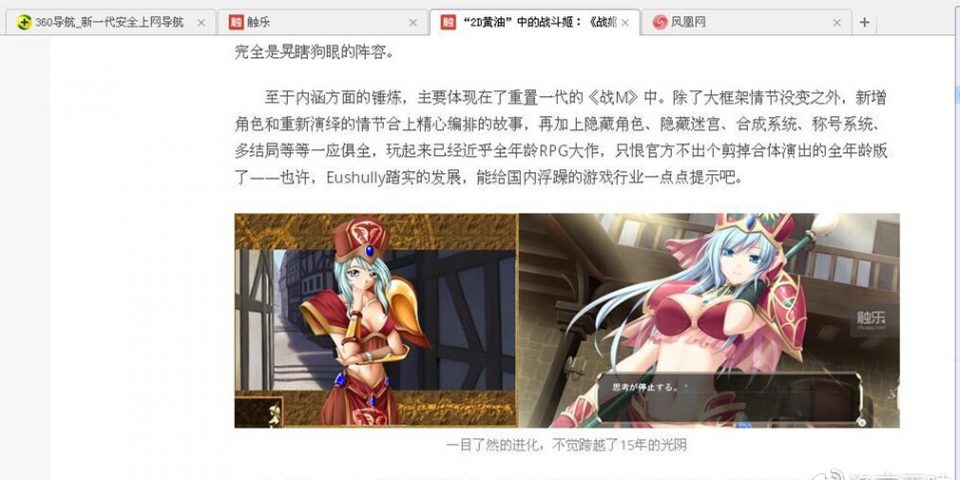 360导航_新一代安全上网导航
触乐
“2D黄油”中的战斗姬：《战姬
凤凰网
完全是晃瞎狗眼的阵容。
至于内涵方面的锤炼，主要体现在了重置一代的《战M》中。除了大框架情节没变之外，新增
角色和重新演绎的情节合上精心编排的故事，再加上隐藏角色、隐藏迷宫、合成系统、称号系统、
多结局等等一应俱全，玩起来已经近乎全年龄RPG大作，只恨官方不出个剪掉合体演出的全年龄版
了——也许，Eushully踏实的发展，能给国内浮躁的游戏行业一点点提示吧。
触乐
chuapp.com
思考が停止する。
一目了然的进化，不觉跨越了15年的光阴